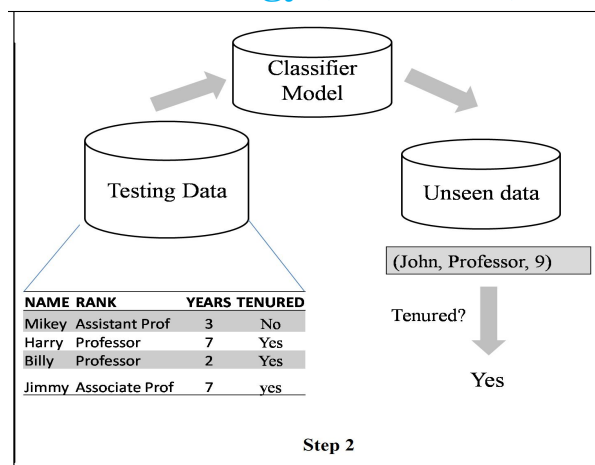 Classifier
Model
Testing Data
Unseen data
(John, Professor, 9)
Tenured?
Yes
NAME RANK YEARS TENURED
Mikey Assistant Prof 3 No
Harry Professor 7 Yes
Billy Professor 2 Yes
Jimmy Associate Prof 7 yes
Step 2